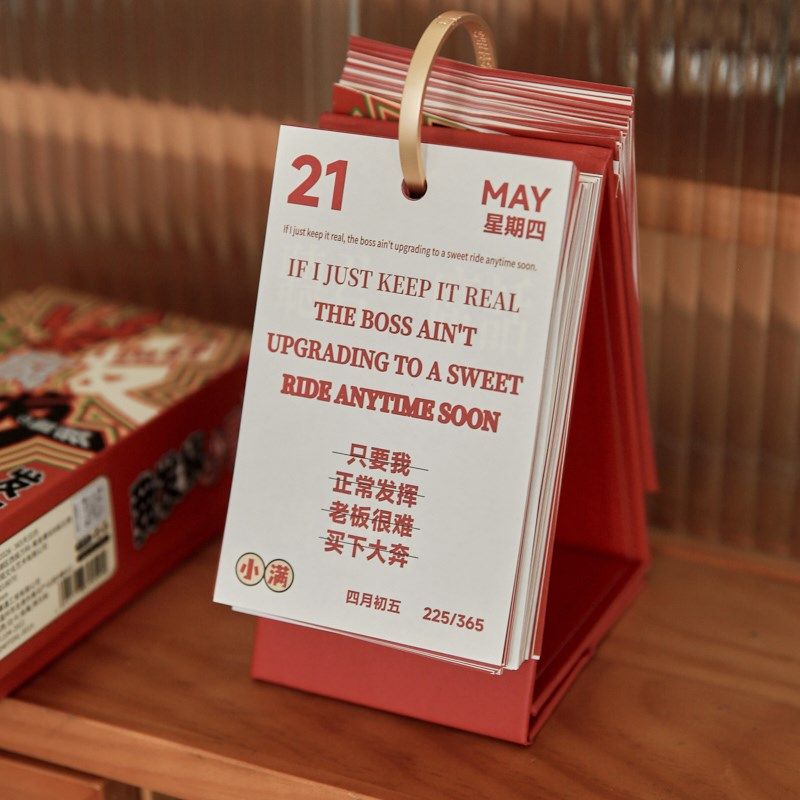 21
MAY
星期四
If I just keep it real, the boss ain't upgrading to a sweet ride anytime soon.
IF I JUST KEEP IT REAL
THE BOSS AIN'T
UPGRADING TO A SWEET
RIDE ANYTIME SOON
只要我
正常发挥
老板很难
买下大奔
小满
四月初五
225/365